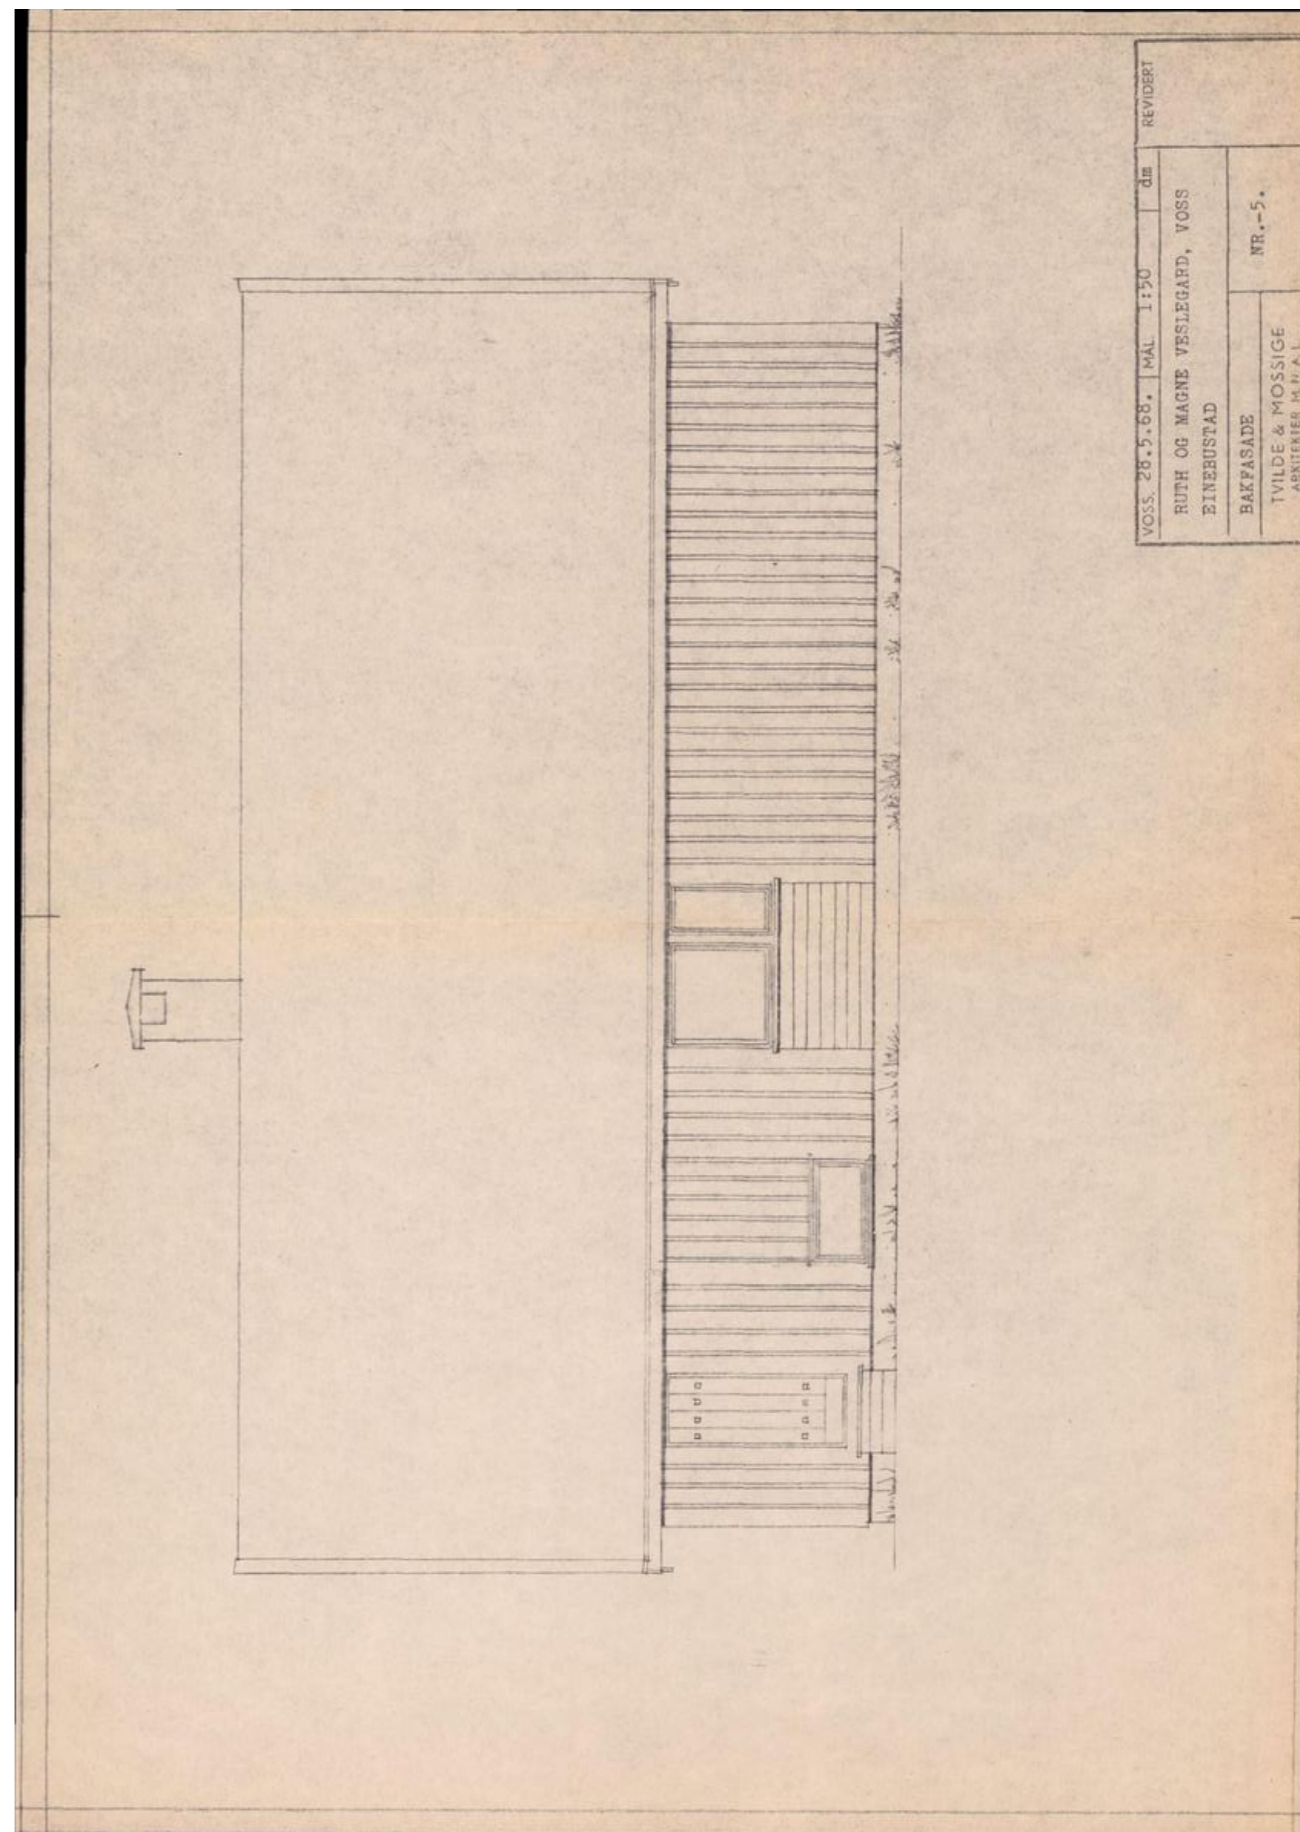 VOSS. 28.5.68. MÅL 1:50 dm REVIDERT
RUTH OG MAGNE VESLEGARD, VOSS
EINEBUSTAD
BAKFASADE NR.-5.
TVILDE & MOSSIGE
ARKITEKTER M.N.A.L.